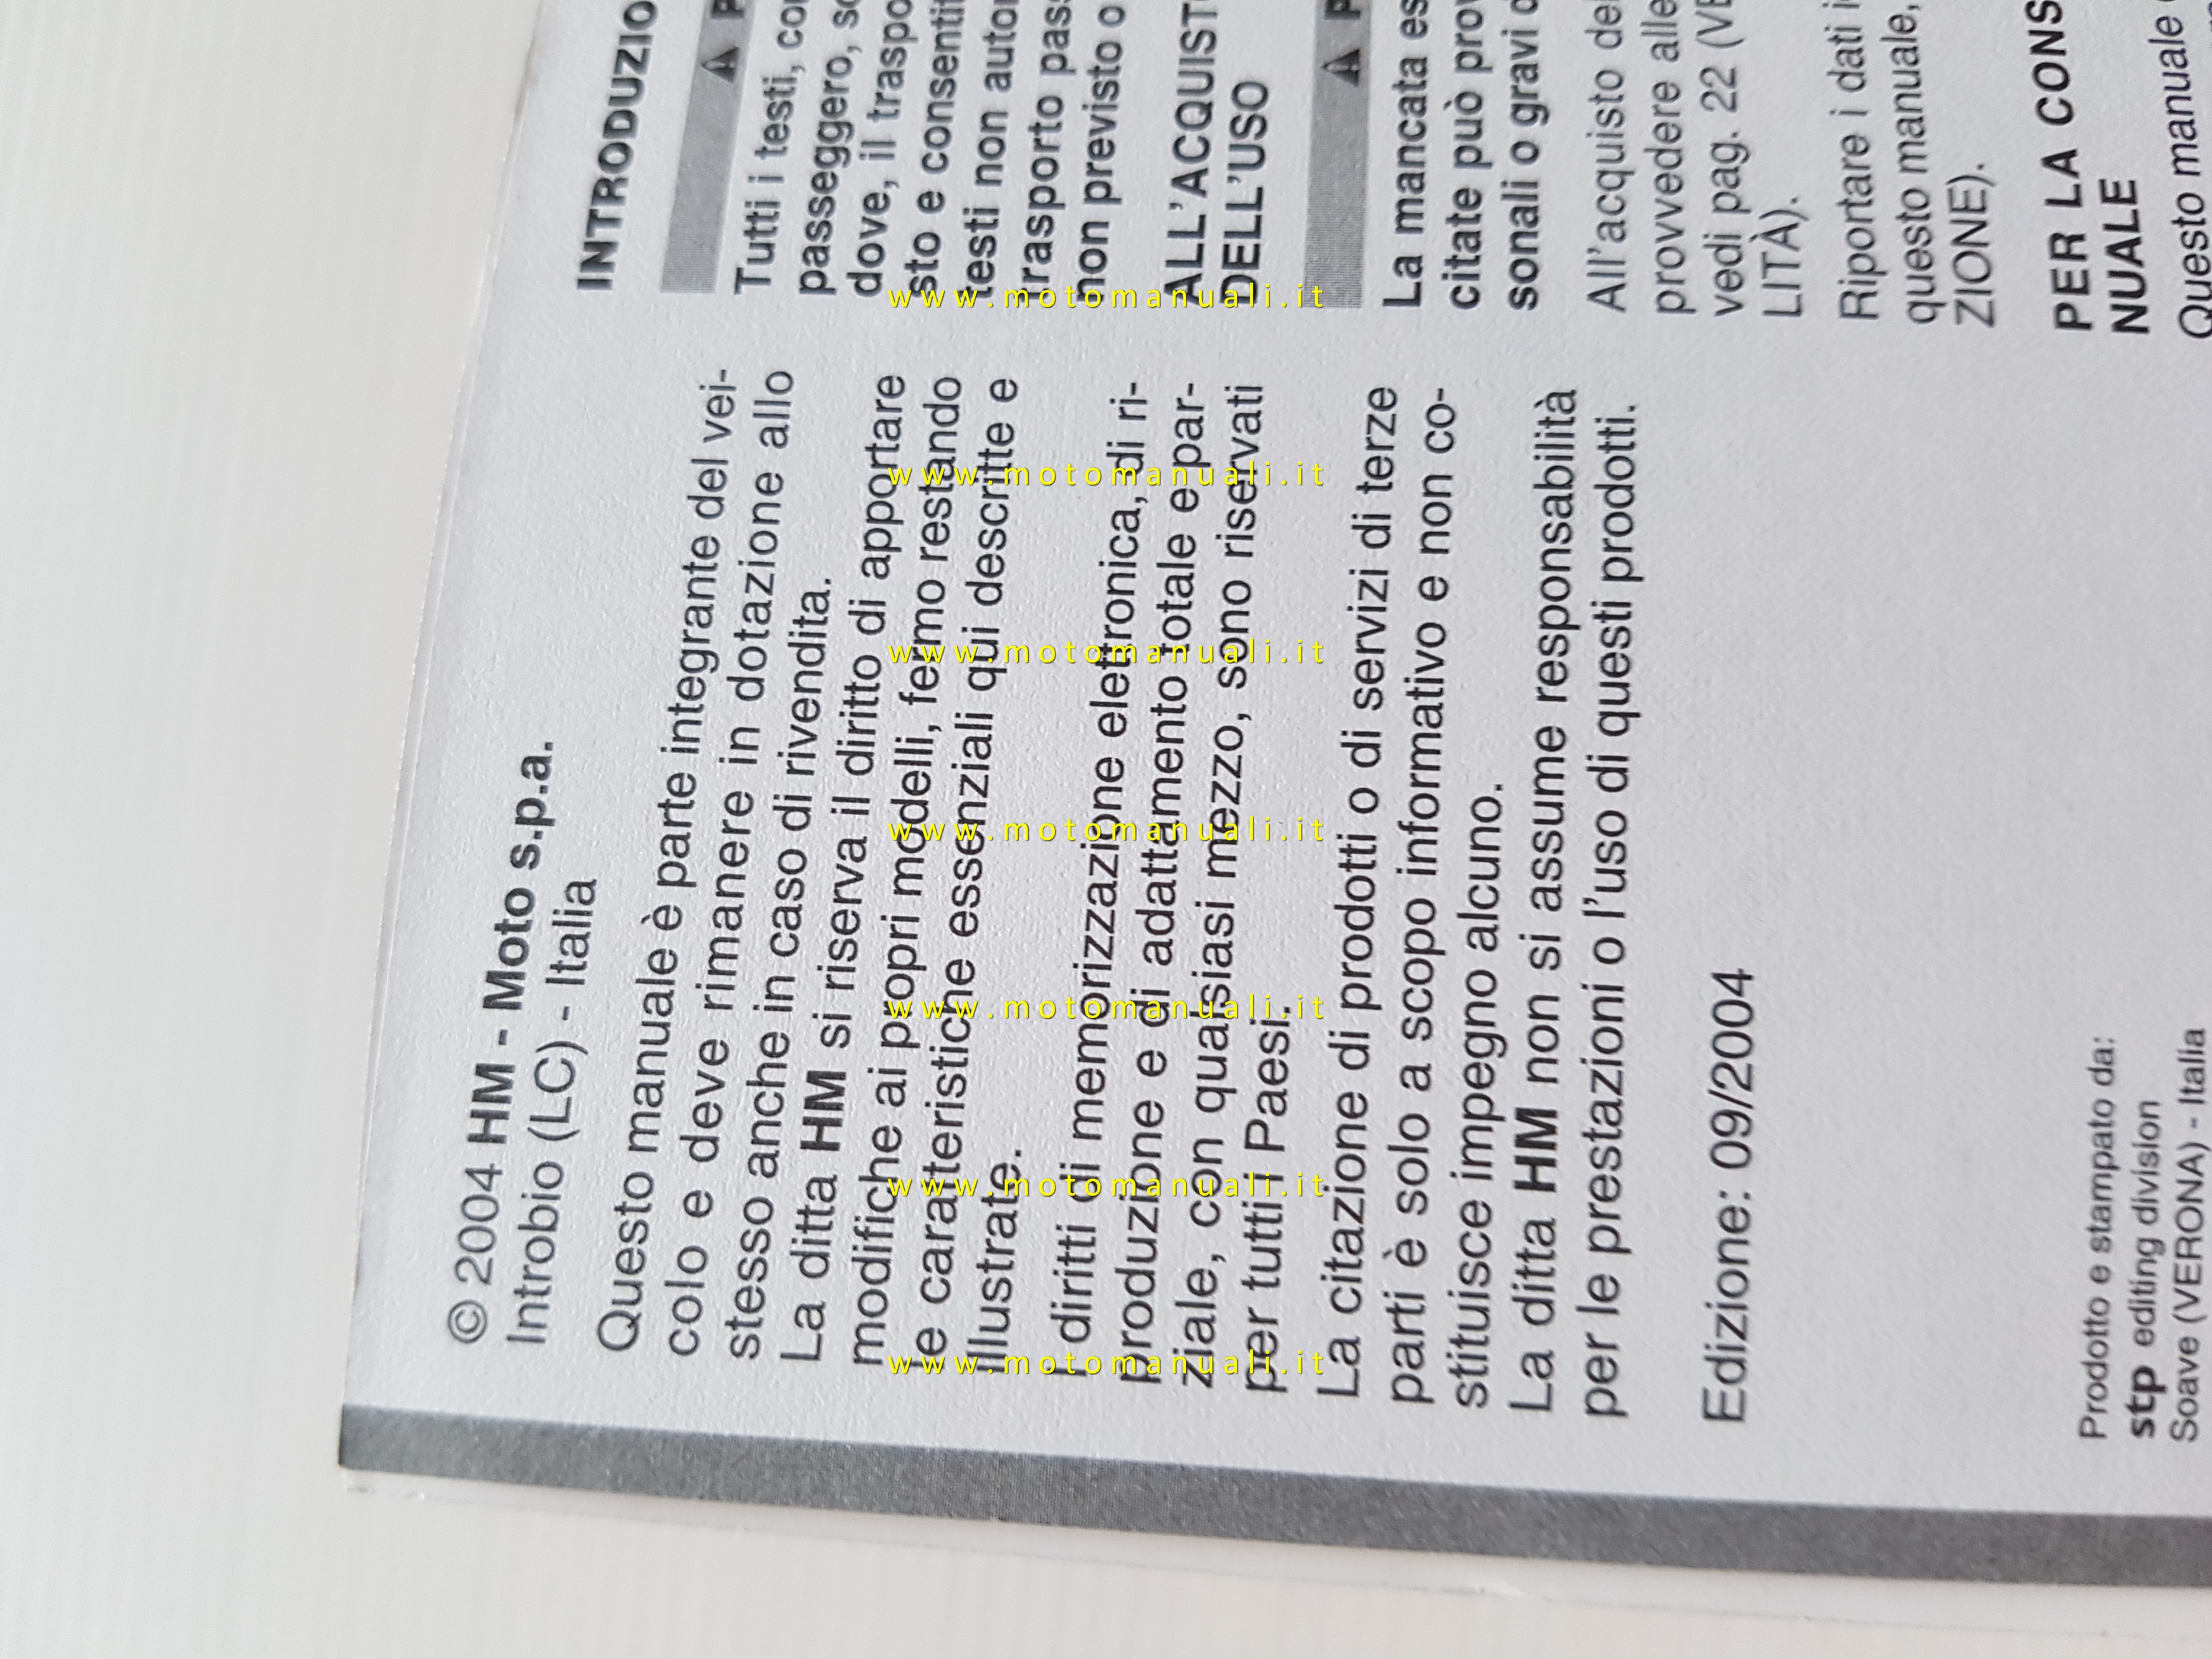 © 2004 HM - Moto s.p.a.
Introbio (LC) - Italia
Questo manuale è parte integrante del vei-
colo e deve rimanere in dotazione allo
stesso anche in caso di rivendita.
La ditta HM si riserva il diritto di apportare
modifiche ai propri modelli, fermo restando
le caratteristiche essenziali qui descritte e
illustrate.
I diritti di memorizzazione elettronica, di ri-
produzione e di adattamento totale e par-
ziale, con qualsiasi mezzo, sono riservati
per tutti i Paesi.
La citazione di prodotti o di servizi di terze
parti è solo a scopo informativo e non co-
stituisce impegno alcuno.
La ditta HM non si assume responsabilità
per le prestazioni o l'uso di questi prodotti.
Edizione: 09/2004
Prodotto e stampato da:
stp editing division
Soave (VERONA) - Italia
INTRODUZIO
Tutti i testi, co
passeggero, s
dove, il traspo
sto e consentit
testi non autor
trasporto pas
non previsto o
ALL'ACQUIST
DELL'USO
La mancata es
citate può prov
sonali o gravi d
All'acquisto del
provvedere alle
vedi pag. 22 (VE
LITÀ).
Riportare i dati i
questo manuale,
ZIONE).
PER LA CONS
NUALE
Questo manuale
www.motomanuali.it
www.motomanuali.it
www.motomanuali.it
www.motomanuali.it
www.motomanuali.it
www.motomanuali.it
www.motomanuali.it